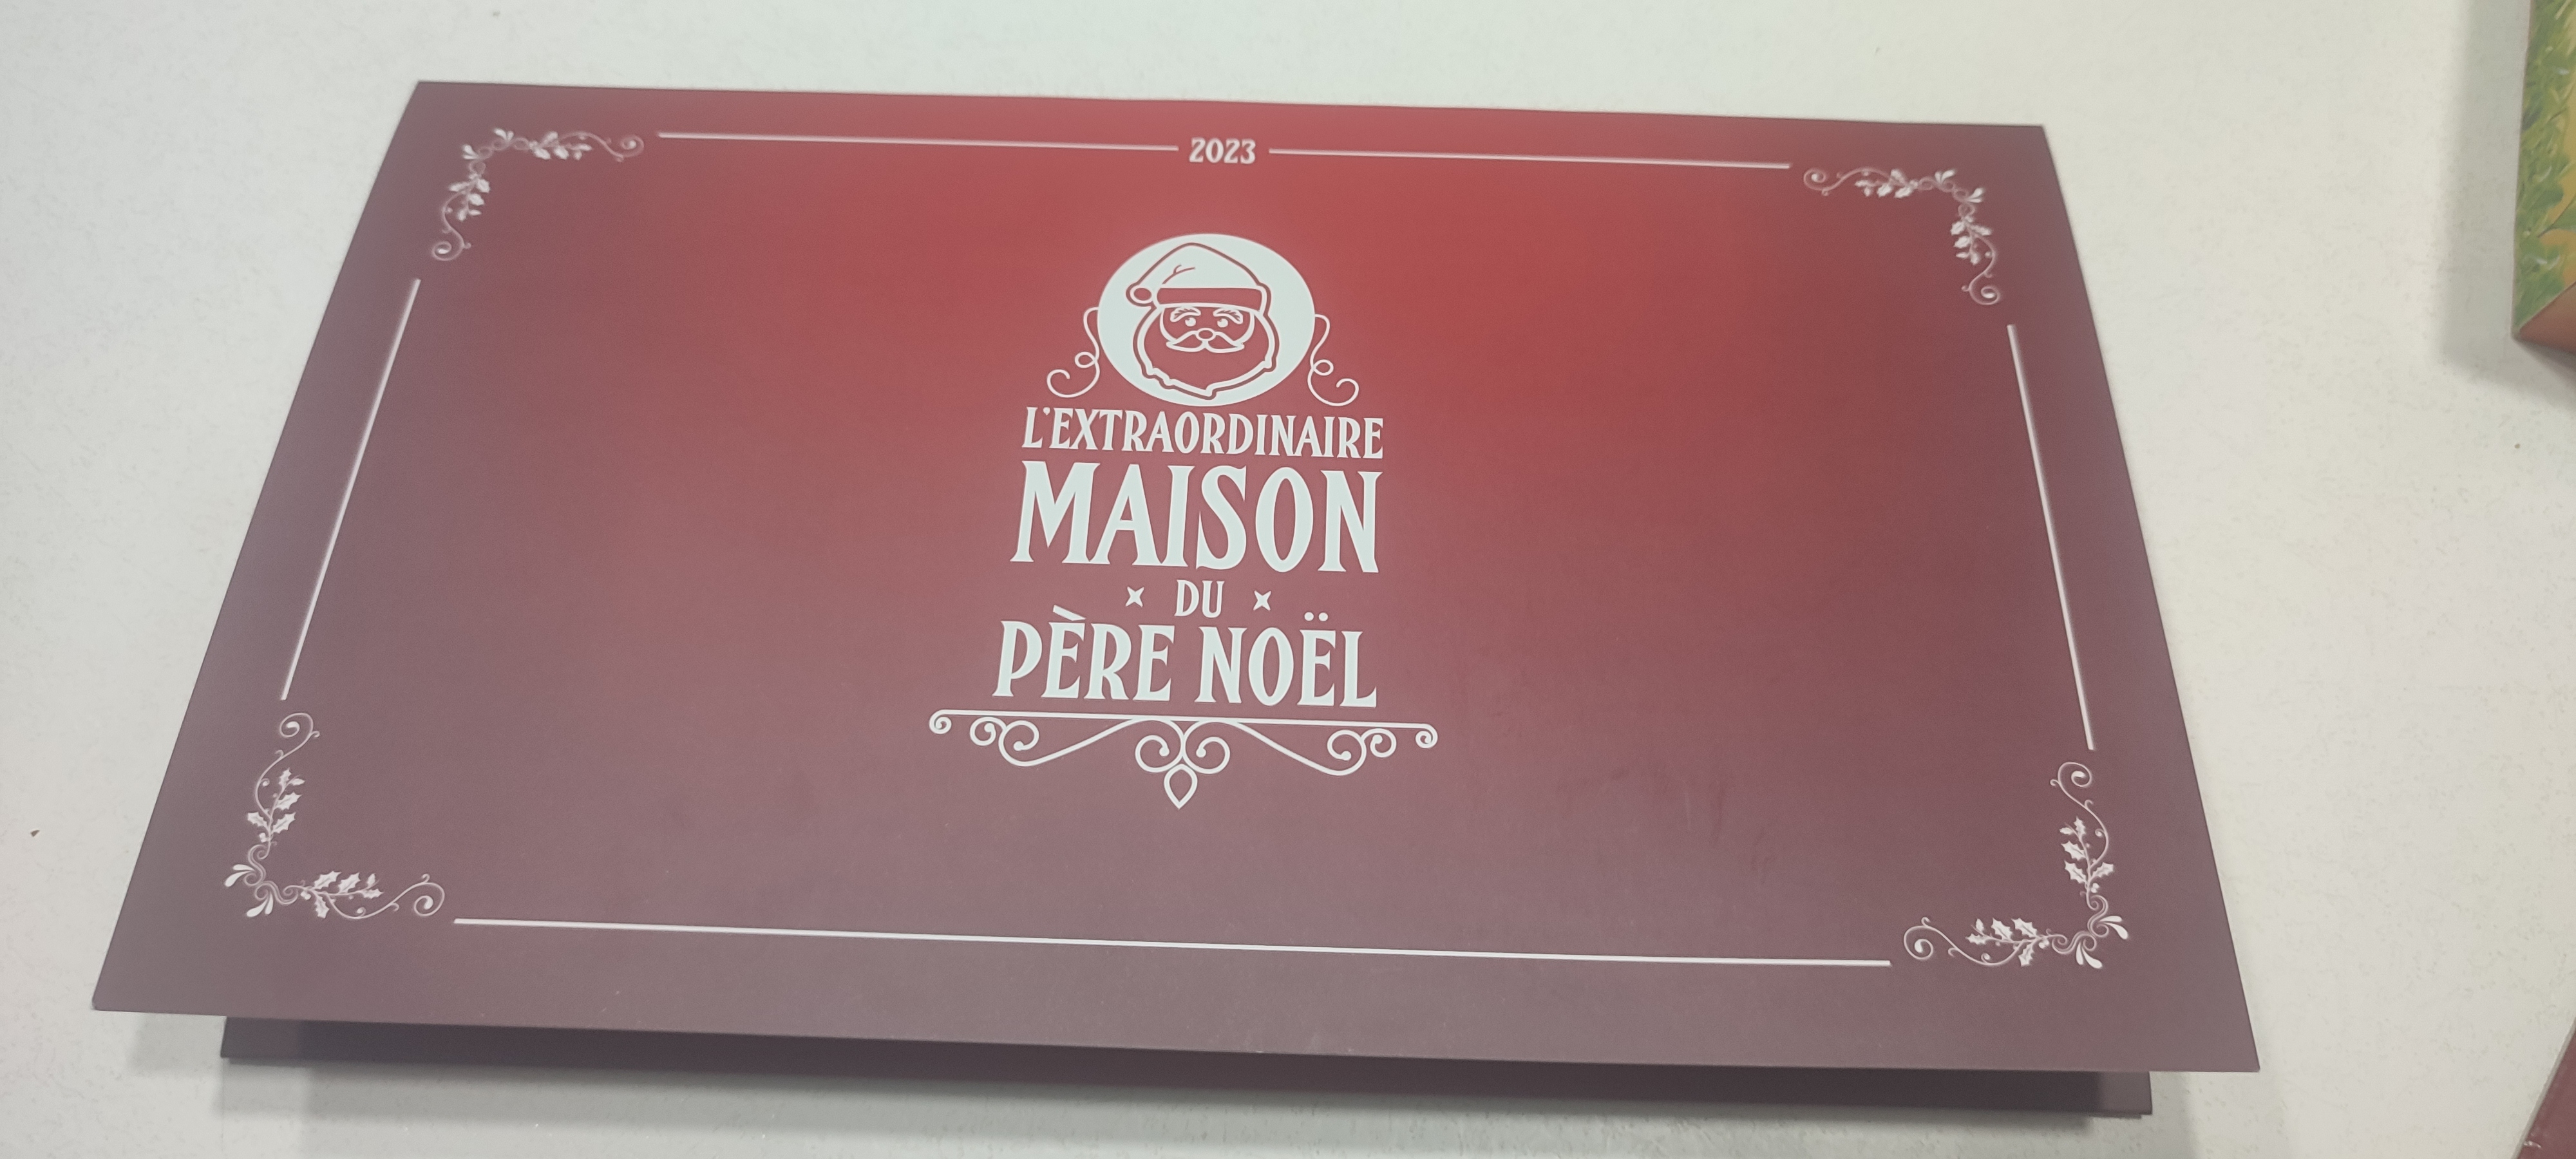 2023
L'EXTRAORDINAIRE
MAISON
DU
PÈRE NOËL